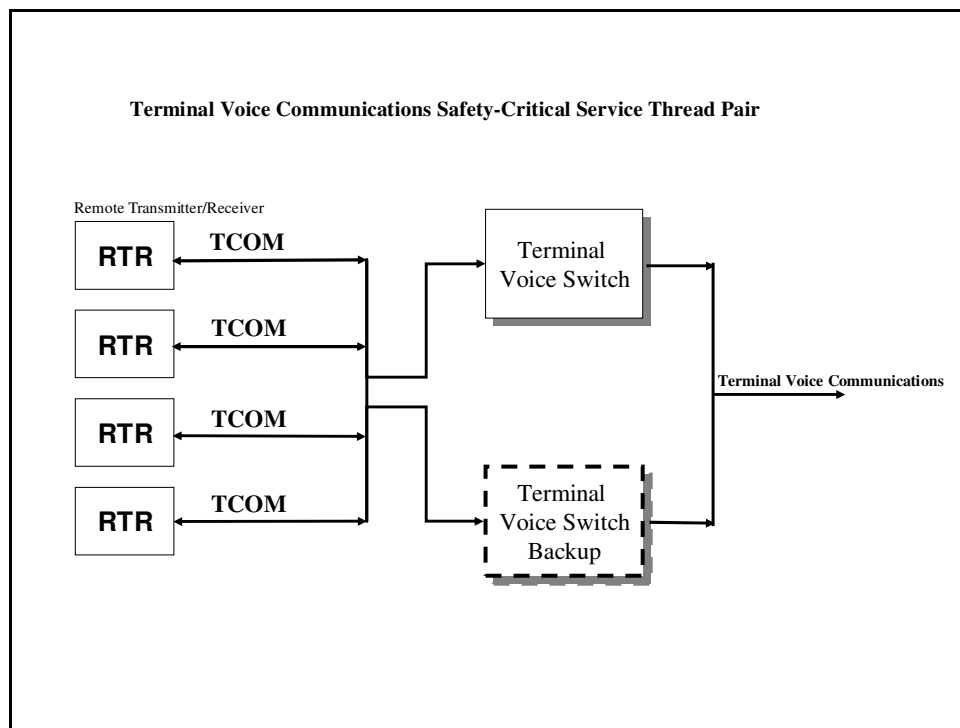 Terminal Voice Communications Safety-Critical Service Thread Pair
Remote Transmitter/Receiver
RTR
TCOM
RTR
TCOM
RTR
TCOM
RTR
TCOM
Terminal
Voice Switch
Terminal
Voice Switch
Backup
Terminal Voice Communications